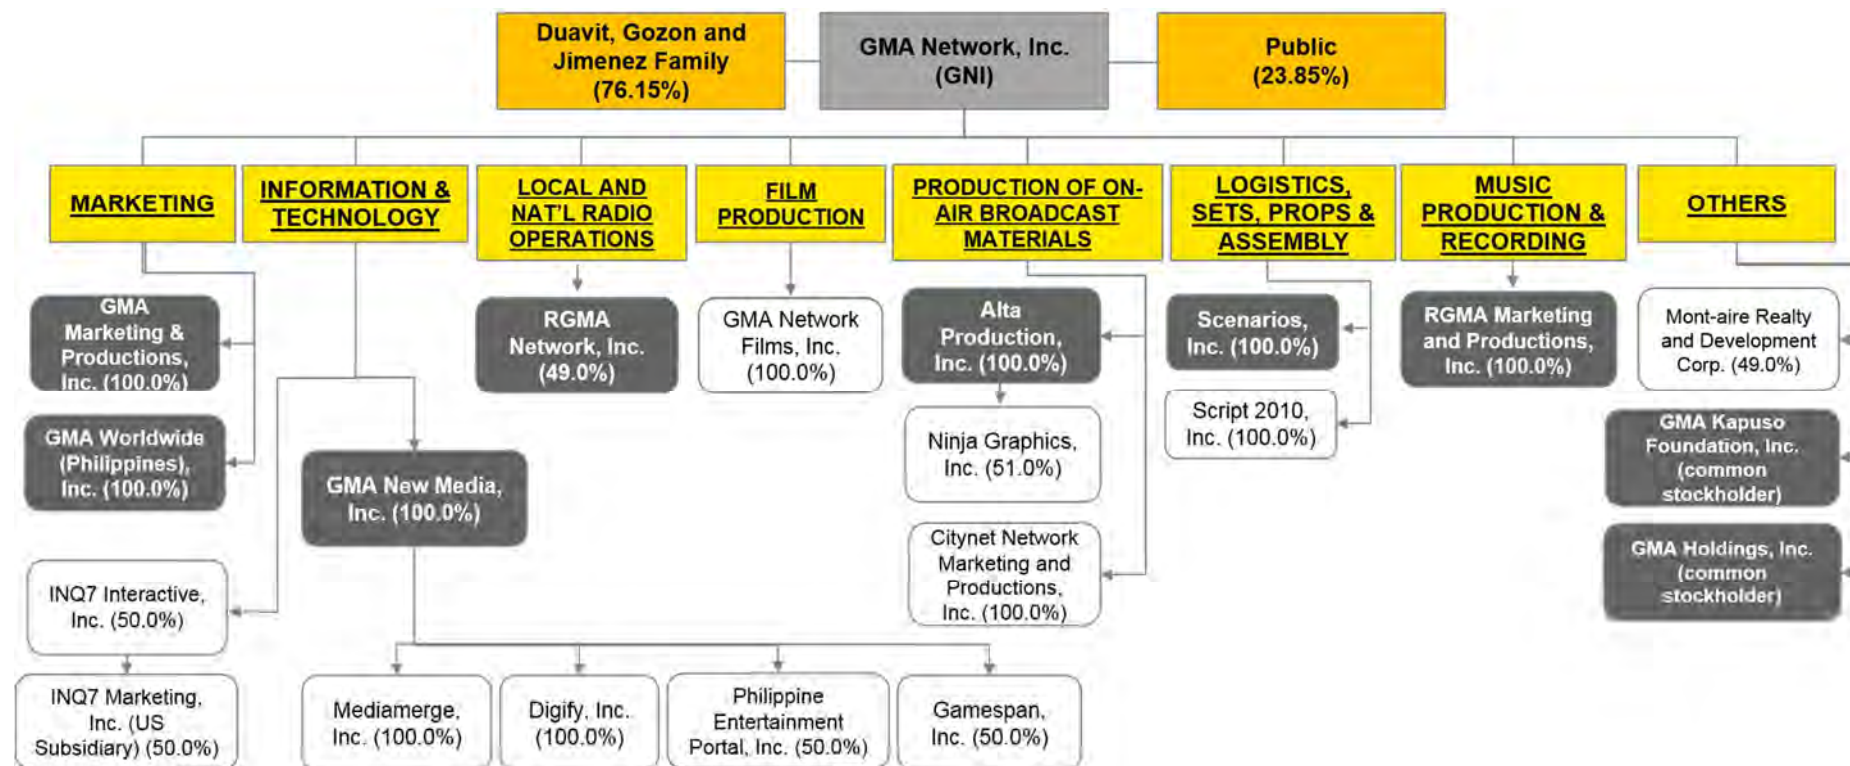 Duavit, Gozon and
Jimenez Family
(76.15%)
GMA Network, Inc.
(GNI)
Public
(23.85%)
MARKETING
INFORMATION &
TECHNOLOGY
LOCAL AND
NAT'L RADIO
OPERATIONS
FILM
PRODUCTION
PRODUCTION OF ON-
AIR BROADCAST
MATERIALS
LOGISTICS,
SETS, PROPS &
ASSEMBLY
MUSIC
PRODUCTION &
RECORDING
OTHERS
GMA
Marketing &
Productions,
Inc. (100.0%)
RGMA
Network, Inc.
(49.0%)
GMA Network
Films, Inc.
(100.0%)
Alta
Production,
Inc. (100.0%)
Scenarios,
Inc. (100.0%)
RGMA Marketing
and Productions,
Inc. (100.0%)
Mont-aire Realty
and Development
Corp. (49.0%)
GMA Worldwide
(Philippines),
Inc. (100.0%)
GMA New Media,
Inc. (100.0%)
Ninja Graphics,
Inc. (51.0%)
Script 2010,
Inc. (100.0%)
GMA Kapuso
Foundation, Inc.
(common
stockholder)
INQ7 Interactive,
Inc. (50.0%)
Citynet Network
Marketing and
Productions,
Inc. (100.0%)
GMA Holdings, Inc.
(common
stockholder)
INQ7 Marketing,
Inc. (US
Subsidiary) (50.0%)
Mediamerge,
Inc. (100.0%)
Digify, Inc.
(100.0%)
Philippine
Entertainment
Portal, Inc. (50.0%)
Gamespan,
Inc. (50.0%)